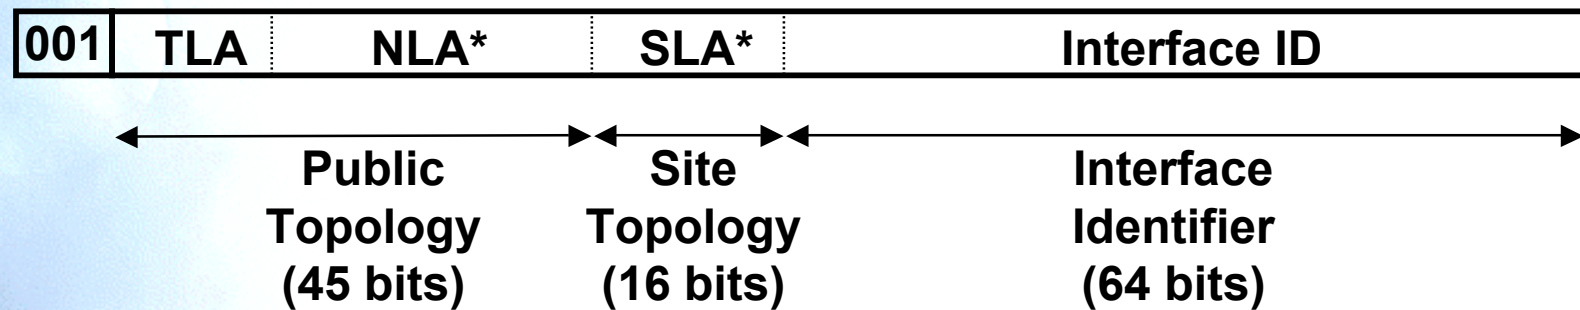 001 TLA NLA* SLA* Interface ID
Public Site Interface
Topology Topology Identifier
(45 bits) (16 bits) (64 bits)